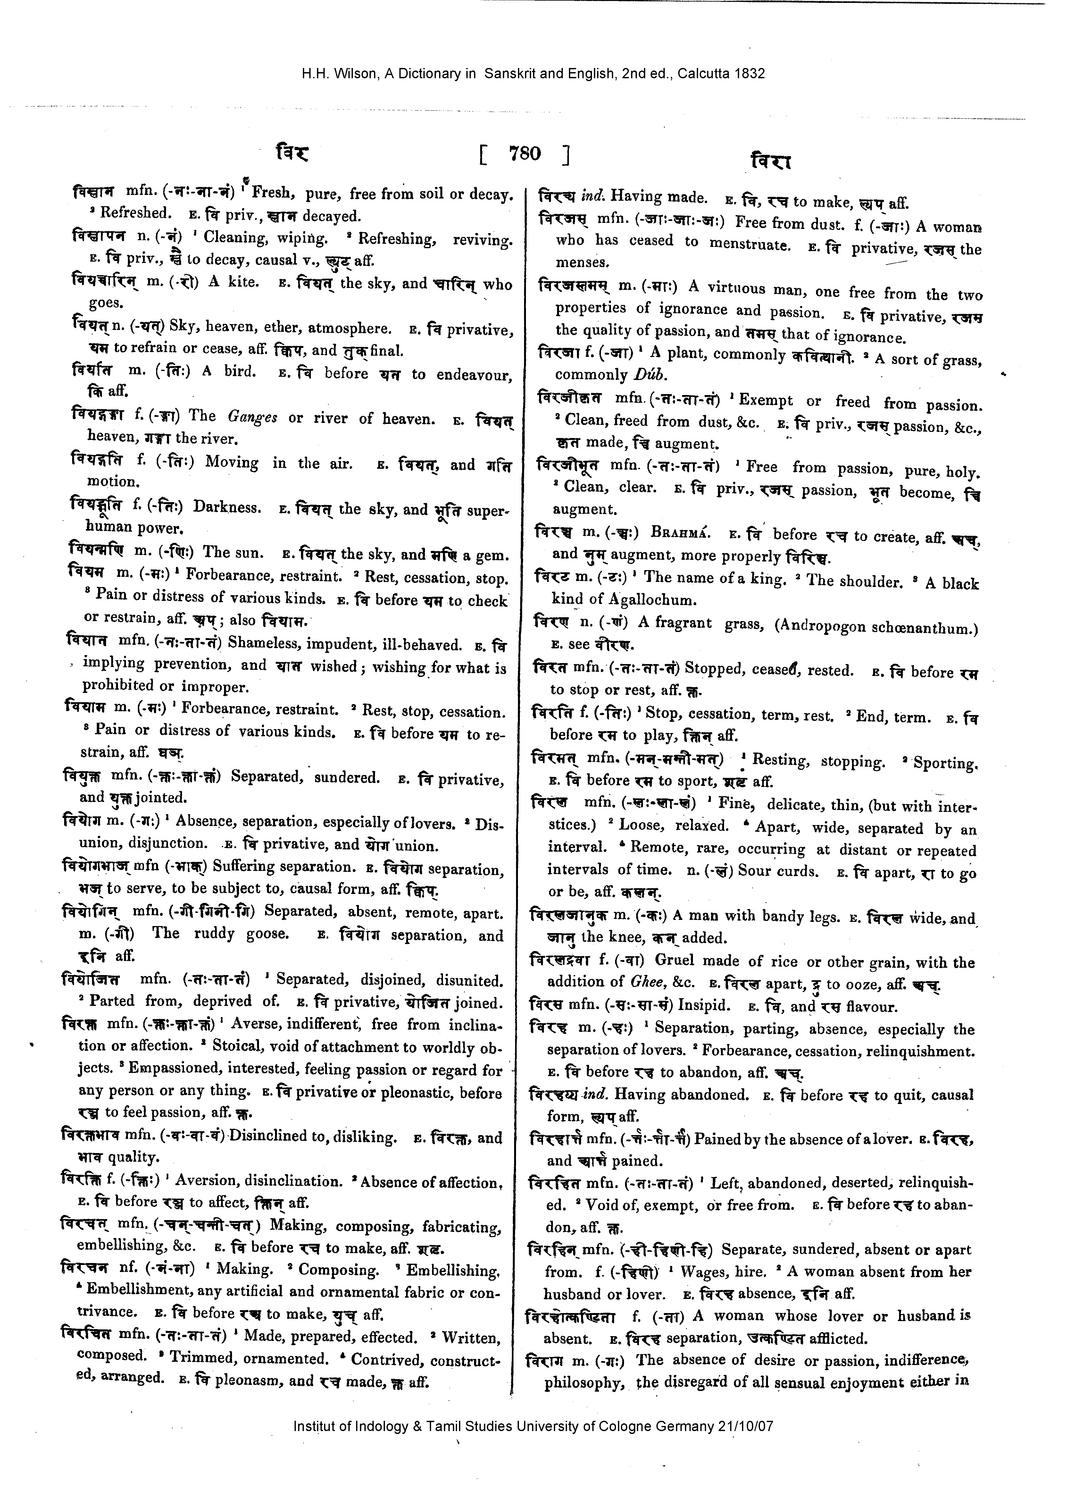 H.H. Wilson, A Dictionary in Sanskrit and English, 2nd ed., Calcutta 1832
विर [ 780 ] विरा
विम्लान mfn. (-नः-ना-नं) ¹ Fresh, pure, free from soil or decay.
² Refreshed. E. वि priv., म्लान decayed.
n. (-नं) ¹ Cleaning, wiping. ² Refreshing, reviving.
E. वि priv., to decay, causal v., ल्युट् aff.
वियच्चारिन् m. (-री) A kite. E. वियत् the sky, and चारिन् who
goes.
वियत् n. (-यत्) Sky, heaven, ether, atmosphere. E. वि privative,
यम to refrain or cease, aff. क्विप्, and तुक् final.
वियति m. (-तिः) A bird. E. वि before यत to endeavour,
कि aff.
वियद्गङ्गा f. (-ङ्गा) The Ganges or river of heaven. E. वियत्
heaven, गङ्गा the river.
वियद्गति f. (-तिः) Moving in the air. E. वियत्, and गति
motion.
वियद्भूति f. (-तिः) Darkness. E. वियत् the sky, and भूति super-
human power.
वियन्मणि m. (-णिः) The sun. E. वियत् the sky, and मणि a gem.
वियम m. (-मः) ¹ Forbearance, restraint. ² Rest, cessation, stop.
³ Pain or distress of various kinds. E. वि before यम to check
or restrain, aff. अप्; also वियाम.
वियात mfn. (-तः-ता-तं) Shameless, impudent, ill-behaved. E. वि
implying prevention, and यात wished; wishing for what is
prohibited or improper.
वियाम m. (-मः) ¹ Forbearance, restraint. ² Rest, stop, cessation.
³ Pain or distress of various kinds. E. वि before यम to re-
strain, aff. घञ्.
वियुक्त mfn. (-क्तः-क्ता-क्तं) Separated, sundered. E. वि privative,
and युक्त jointed.
वियोग m. (-गः) ¹ Absence, separation, especially of lovers. ² Dis-
union, disjunction. E. वि privative, and योग union.
वियोगभाज् mfn (-भाक्) Suffering separation. E. वियोग separation,
भज् to serve, to be subject to, causal form, aff. क्विप्.
वियोगिन् mfn. (-गी-गिनी-गि) Separated, absent, remote, apart.
m. (-गी) The ruddy goose. E. वियोग separation, and
इनि aff.
वियोजित mfn. (-तः-ता-तं) ¹ Separated, disjoined, disunited.
² Parted from, deprived of. E. वि privative, योजित joined.
विरक्त mfn. (-क्तः-क्ता-क्तं) ¹ Averse, indifferent, free from inclina-
tion or affection. ² Stoical, void of attachment to worldly ob-
jects. ³ Empassioned, interested, feeling passion or regard for
any person or any thing. E. वि privative or pleonastic, before
रञ्ज to feel passion, aff. क्त.
विरक्तभाव mfn. (-वः-वा-वं) Disinclined to, disliking. E. विरक्त, and
भाव quality.
विरक्ति f. (-क्तिः) ¹ Aversion, disinclination. ² Absence of affection,
E. वि before रञ्ज to affect, क्तिन् aff.
विरचत् mfn. (-चन्-चन्ती-चत्) Making, composing, fabricating,
embellishing, &c. E. वि before रच to make, aff. शतृ.
विरचन nf. (-नं-ना) ¹ Making. ² Composing. ³ Embellishing.
⁴ Embellishment, any artificial and ornamental fabric or con-
trivance. E. वि before रच to make, युच् aff.
विरचित mfn. (-तः-ता-तं) ¹ Made, prepared, effected. ² Written,
composed. ³ Trimmed, ornamented. ⁴ Contrived, construct-
ed, arranged. E. वि pleonasm, and रच made, क्त aff.
विरच्य ind. Having made. E. वि, रच to make, ल्यप् aff.
विरजस् mfn. (-जाः-जाः-जः) Free from dust. f. (-जाः) A woman
who has ceased to menstruate. E. वि privative, रजस् the
menses.
विरजस्तमस् m. (-माः) A virtuous man, one free from the two
properties of ignorance and passion. E. वि privative, रजस
the quality of passion, and तमस् that of ignorance.
विरजा f. (-जा) ¹ A plant, commonly कवित्यानी. ² A sort of grass,
commonly Dúb.
विरजीकृत mfn. (-तः-ता-तं) ¹ Exempt or freed from passion.
² Clean, freed from dust, &c. E. वि priv., रजस् passion, &c.,
कृत made, च्वि augment.
विरजीभूत mfn. (-तः-ता-तं) ¹ Free from passion, pure, holy.
² Clean, clear. E. वि priv., रजस् passion, भूत become, च्वि
augment.
विरञ्च m. (-ञ्चः) BRAHMÁ. E. वि before रच to create, aff. अच्,
and नुम् augment, more properly विरिञ्च.
विरट m. (-टः) ¹ The name of a king. ² The shoulder. ³ A black
kind of Agallochum.
विरण n. (-णं) A fragrant grass, (Andropogon schœnanthum.)
E. see वीरण.
विरत mfn. (-तः-ता-तं) Stopped, ceased, rested. E. वि before रम
to stop or rest, aff. क्त.
विरति f. (-तिः) ¹ Stop, cessation, term, rest. ² End, term. E. वि
before रम to play, क्तिन् aff.
विरमत् mfn. (-मन्-मन्ती-मत्) ¹ Resting, stopping. ² Sporting.
E. वि before रम to sport, शतृ aff.
विरल mfn. (-लः-ला-लं) ¹ Fine, delicate, thin, (but with inter-
stices.) ² Loose, relaxed. ³ Apart, wide, separated by an
interval. ⁴ Remote, rare, occurring at distant or repeated
intervals of time. n. (-लं) Sour curds. E. वि apart, रा to go
or be, aff. कलन्.
विरलजानुक m. (-कः) A man with bandy legs. E. विरल wide, and
जानु the knee, कन् added.
विरलद्रवा f. (-वा) Gruel made of rice or other grain, with the
addition of Ghee, &c. E. विरल apart, द्रु to ooze, aff. अच्.
विरस mfn. (-सः-सा-सं) Insipid. E. वि, and रस flavour.
विरह m. (-हः) ¹ Separation, parting, absence, especially the
separation of lovers. ² Forbearance, cessation, relinquishment.
E. वि before रह to abandon, aff. अच्.
विरहय्य ind. Having abandoned. E. वि before रह to quit, causal
form, ल्यप् aff.
विरहार्त्त mfn. (-र्त्तः-र्त्ता-र्त्तं) Pained by the absence of a lover. E. विरह,
and आर्त्त pained.
विरहित mfn. (-तः-ता-तं) ¹ Left, abandoned, deserted, relinquish-
ed. ² Void of, exempt, or free from. E. वि before रह to aban-
don, aff. क्त.
विरहिन् mfn. (-ही-हिणी-हि) Separate, sundered, absent or apart
from. f. (-हिणी) ¹ Wages, hire. ² A woman absent from her
husband or lover. E. विरह absence, इनि aff.
विरहोत्कण्ठिता f. (-ता) A woman whose lover or husband is
absent. E. विरह separation, उत्कण्ठित afflicted.
विराग m. (-गः) The absence of desire or passion, indifference,
philosophy, the disregard of all sensual enjoyment either in
Institut of Indology & Tamil Studies University of Cologne Germany 21/10/07